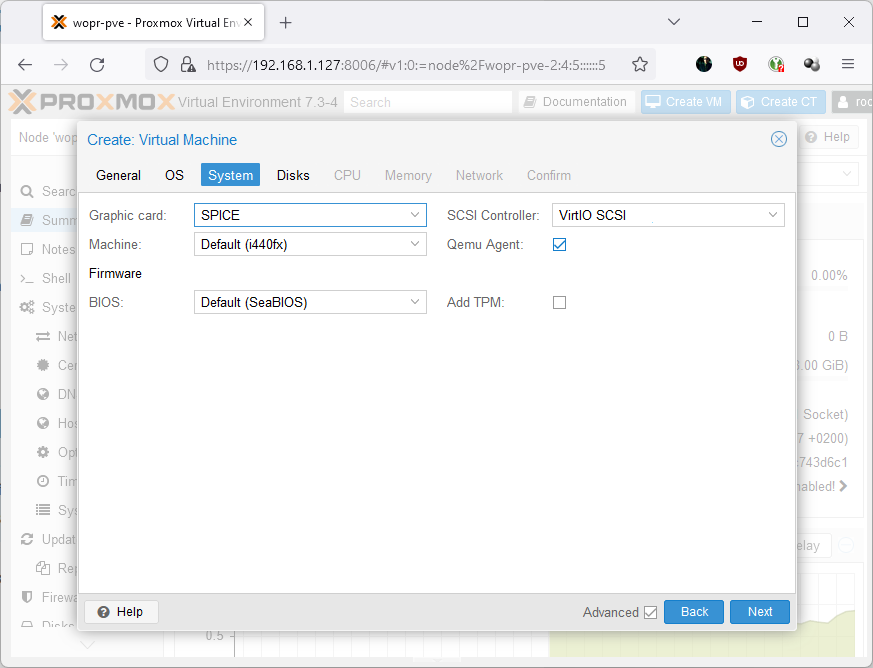 wopr-pve - Proxmox Virtual Env
https://192.168.1.127:8006/#v1:0:=node%2Fwopr-pve-2:4:5::::::5
PROXMOX Virtual Environment 7.3-4 Search Documentation Create VM Create CT roo
Node 'wop Help
Create: Virtual Machine
General OS System Disks CPU Memory Network Confirm
Graphic card: SPICE SCSI Controller: VirtIO SCSI
Machine: Default (i440fx) Qemu Agent:
Firmware
BIOS: Default (SeaBIOS) Add TPM:
Help Advanced Back Next
Searc
Summ
Notes
Shell
Syste
Net
Cer
DN
Hos
Opt
Tim
Sys
Updat
Rep
Firewa
Disks
0.00%
0 B
.00 GiB)
Socket)
7 +0200)
:743d6c1
nabled!
elay
0.5